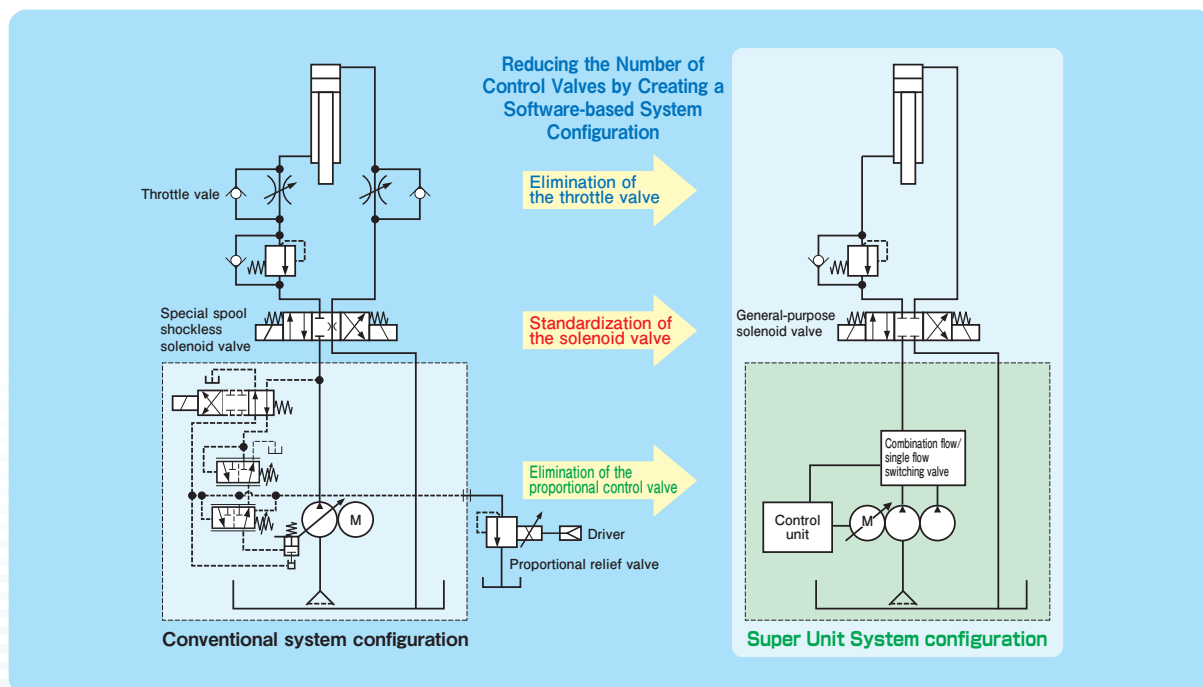 Reducing the Number of
Control Valves by Creating a
Software-based System
Configuration
Throttle vale
Elimination of
the throttle valve
Special spool
shockless
solenoid valve
Standardization of
the solenoid valve
General-purpose
solenoid valve
Elimination of the
proportional control valve
M
Driver
Proportional relief valve
Combination flow/
single flow
switching valve
Control
unit
M
Conventional system configuration
Super Unit System configuration